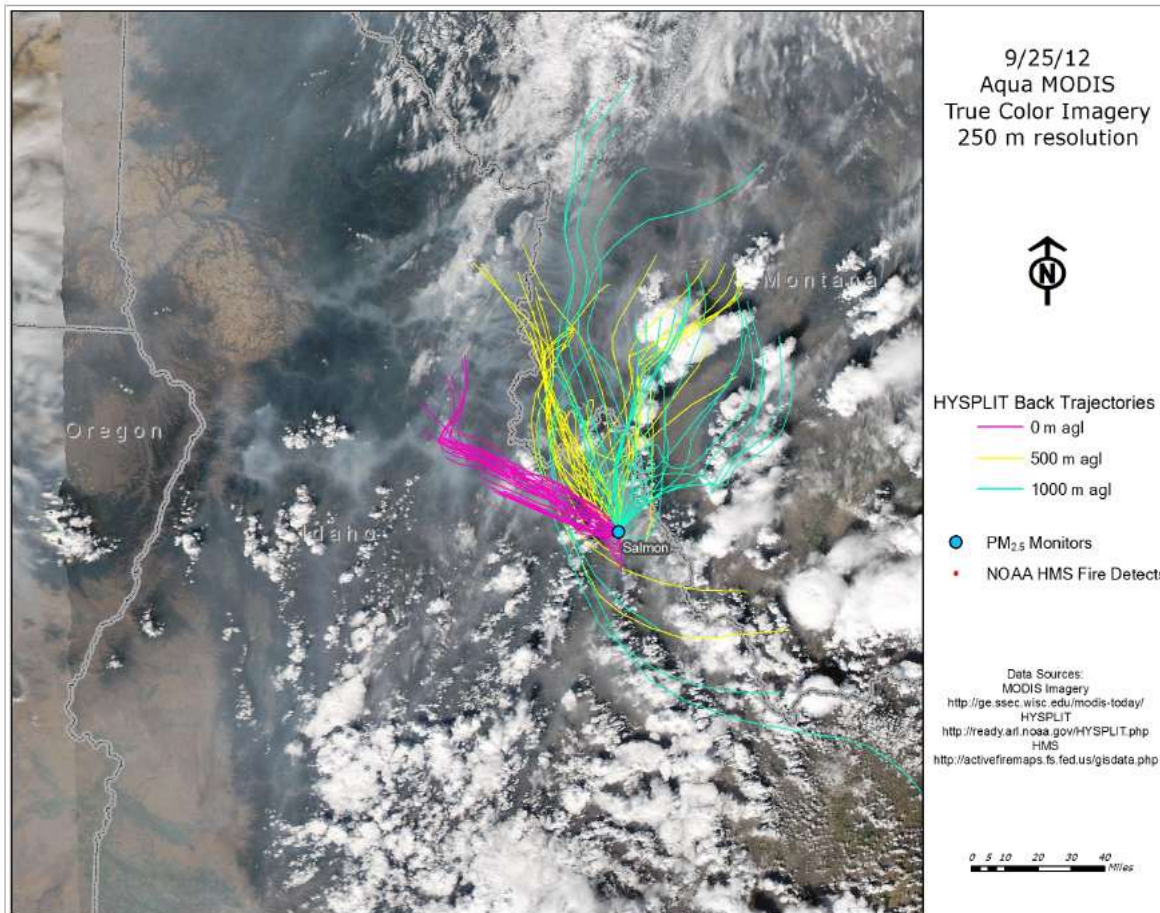 9/25/12
Aqua MODIS
True Color Imagery
250 m resolution
N
Montana
Oregon
Idaho
Salmon
HYSPLIT Back Trajectories
0 m agl
500 m agl
1000 m agl
PM2.5 Monitors
NOAA HMS Fire Detects
Data Sources:
MODIS Imagery
http://ge.ssec.wisc.edu/modis-today/
HYSPLIT
http://ready.arl.noaa.gov/HYSPLIT.php
HMS
http://activefiremaps.fs.fed.us/gisdata.php
0 5 10 20 30 40
Miles